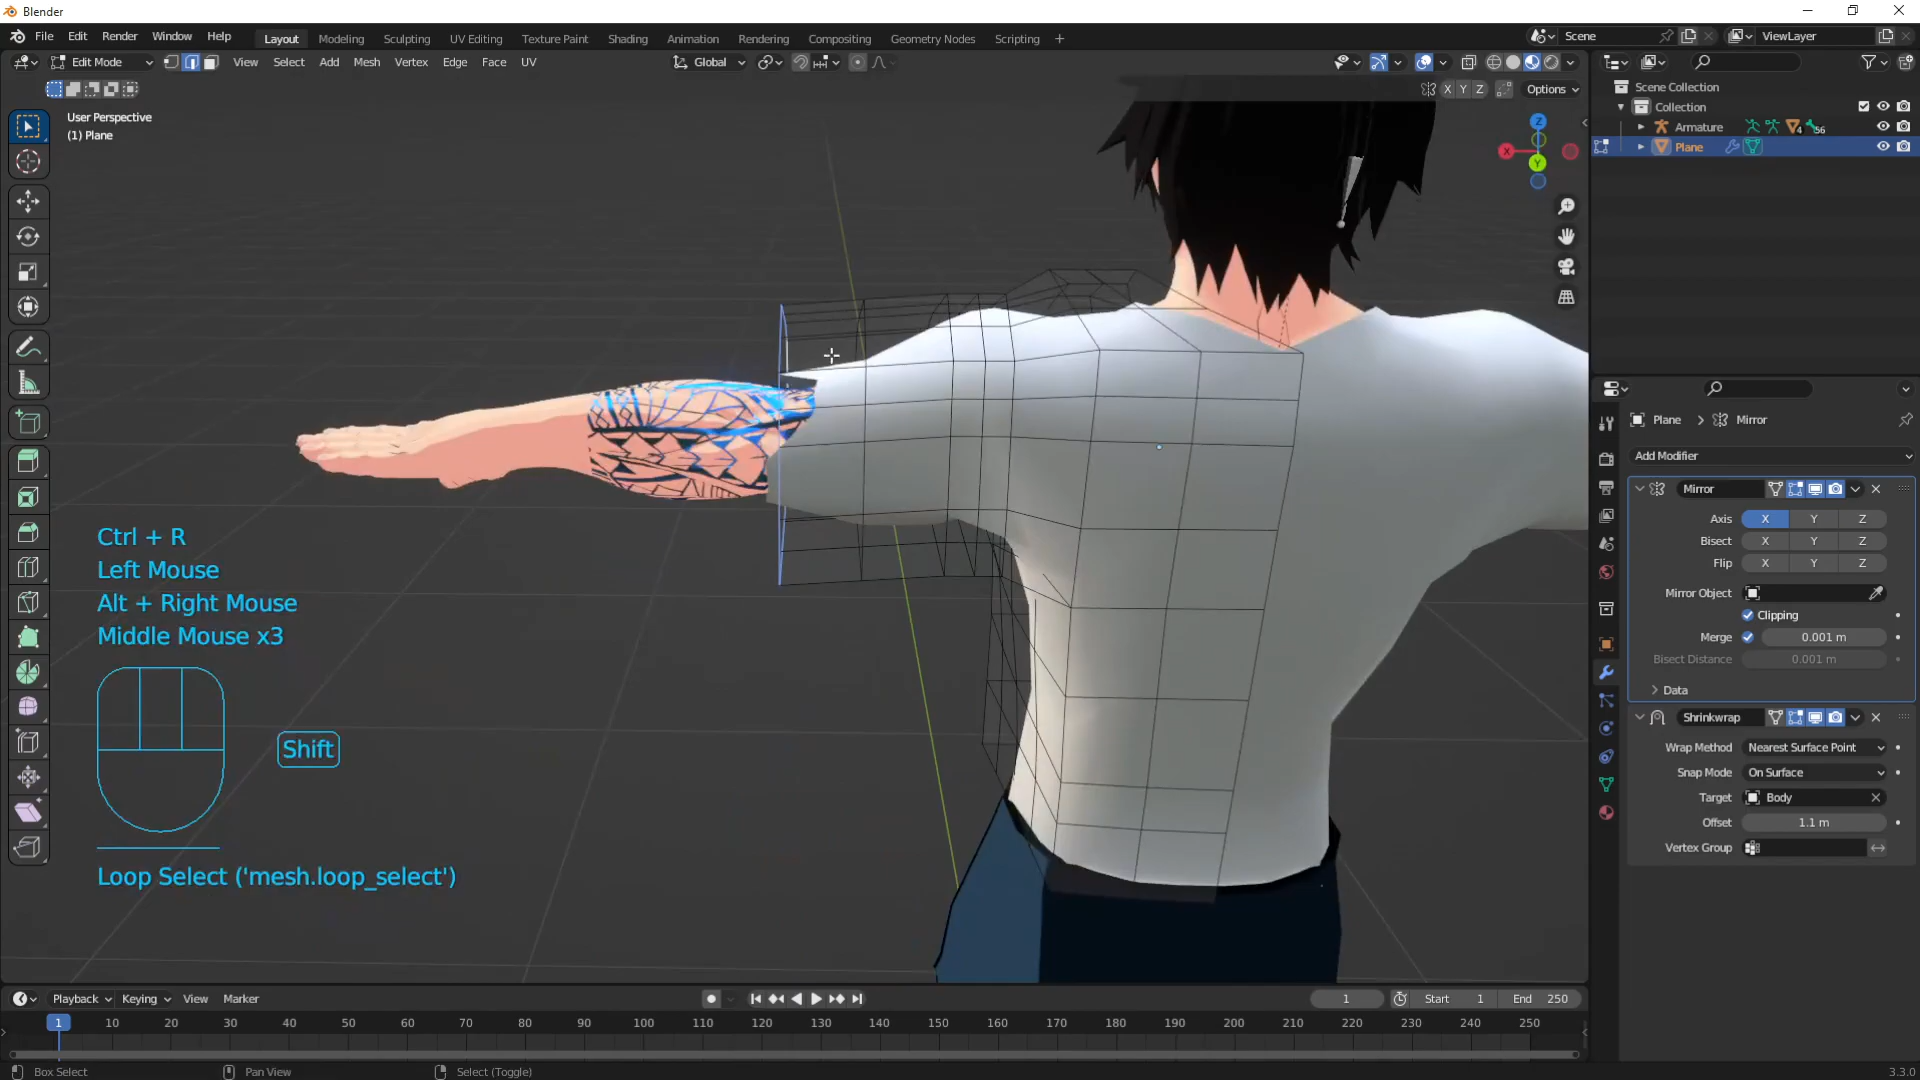 Blender
File Edit Render Window Help
Layout Modeling Sculpting UV Editing Texture Paint Shading Animation Rendering Compositing Geometry Nodes Scripting +
Scene
ViewLayer
Edit Mode View Select Add Mesh Vertex Edge Face UV
Global
X Y Z
Options
User Perspective
(1) Plane
Z
X
Y
Scene Collection
Collection
Armature
4
56
Plane
Plane > Mirror
Add Modifier
Mirror
Axis X Y Z
Bisect X Y Z
Flip X Y Z
Mirror Object
Clipping
Merge 0.001 m
Bisect Distance 0.001 m
Data
Shrinkwrap
Wrap Method Nearest Surface Point
Snap Mode On Surface
Target Body
Offset 1.1 m
Vertex Group
Ctrl + R
Left Mouse
Alt + Right Mouse
Middle Mouse x3
Shift
Loop Select ('mesh.loop_select')
Playback Keying View Marker
1
Start 1
End 250
1 10 20 30 40 50 60 70 80 90 100 110 120 130 140 150 160 170 180 190 200 210 220 230 240 250
Box Select
Pan View
Select (Toggle)
3.3.0